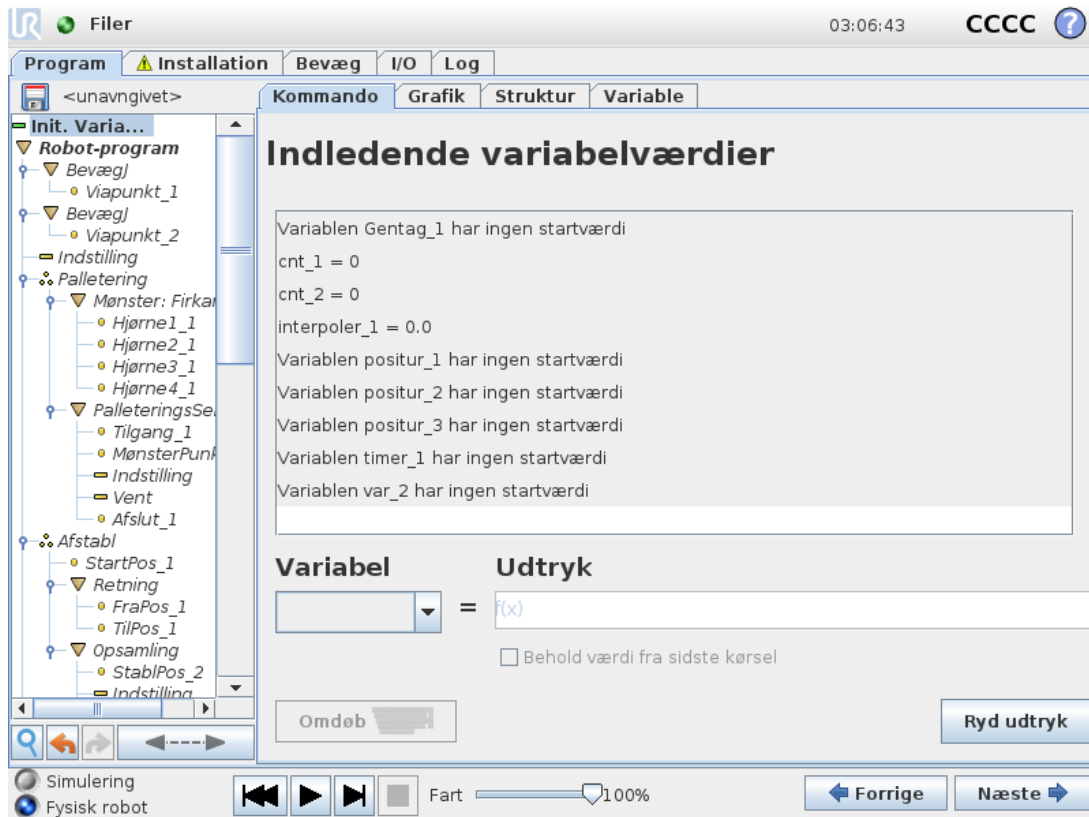 Filer
03:06:43
CCCC
?
Program
Installation
Bevæg
I/O
Log
<unavngivet>
Kommando
Grafik
Struktur
Variable
Init. Varia...
Robot-program
BevægJ
Viapunkt_1
BevægJ
Viapunkt_2
Indstilling
Palletering
Mønster: Firkan
Hjørne1_1
Hjørne2_1
Hjørne3_1
Hjørne4_1
PalleteringsSe
Tilgang_1
MønsterPunk
Indstilling
Vent
Afslut_1
Afstabl
StartPos_1
Retning
FraPos_1
TilPos_1
Opsamling
StablPos_2
Indstilling
Indledende variabelværdier
Variablen Gentag_1 har ingen startværdi
cnt_1 = 0
cnt_2 = 0
interpoler_1 = 0.0
Variablen positur_1 har ingen startværdi
Variablen positur_2 har ingen startværdi
Variablen positur_3 har ingen startværdi
Variablen timer_1 har ingen startværdi
Variablen var_2 har ingen startværdi
Variabel
Udtryk
=
f(x)
Behold værdi fra sidste kørsel
Omdøb
Ryd udtryk
Simulering
Fysisk robot
Fart
100%
Forrige
Næste